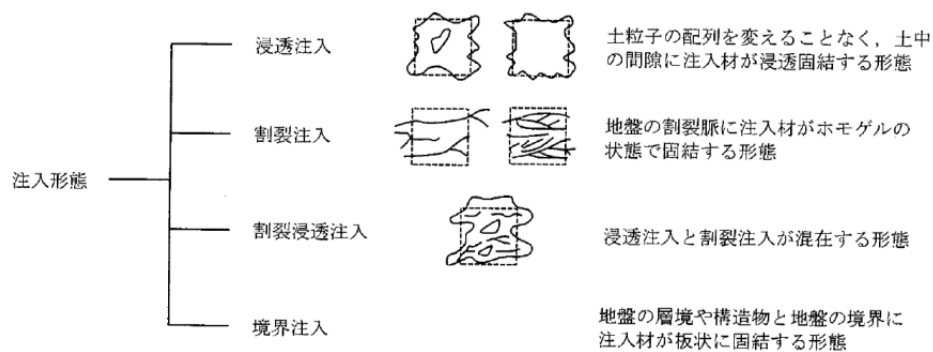 浸透注入
土粒子の配列を変えることなく，土中
の間隙に注入材が浸透固結する形態
割裂注入
地盤の割裂脈に注入材がホモゲルの
状態で固結する形態
注入形態
割裂浸透注入
浸透注入と割裂注入が混在する形態
境界注入
地盤の層境や構造物と地盤の境界に
注入材が板状に固結する形態